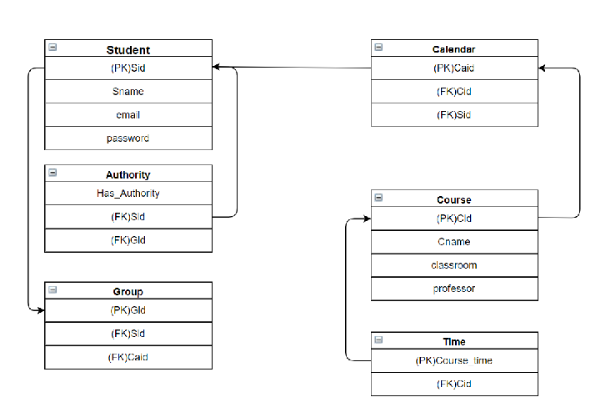 Student
(PK)Sid
Sname
email
password
Authority
Has_Authority
(FK)Sid
(FK)Gid
Group
(PK)Gid
(FK)Sid
(FK)Caid
Calendar
(PK)Caid
(FK)Cid
(FK)Sid
Course
(PK)Cid
Cname
classroom
professor
Time
(PK)Course_time
(FK)Cid